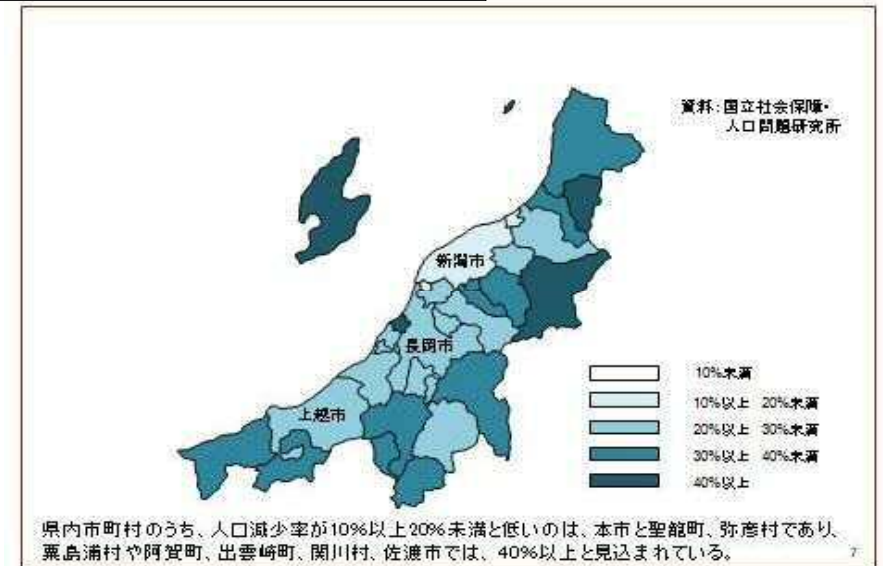 資料：国立社会保障・
人口問題研究所
新潟市
長岡市
上越市
10%未満
10%以上 20%未満
20%以上 30%未満
30%以上 40%未満
40%以上
県内市町村のうち、人口減少率が10%以上20%未満と低いのは、本市と聖籠町、弥彦村であり、
粟島浦村や阿賀町、出雲崎町、関川村、佐渡市では、40%以上と見込まれている。
7